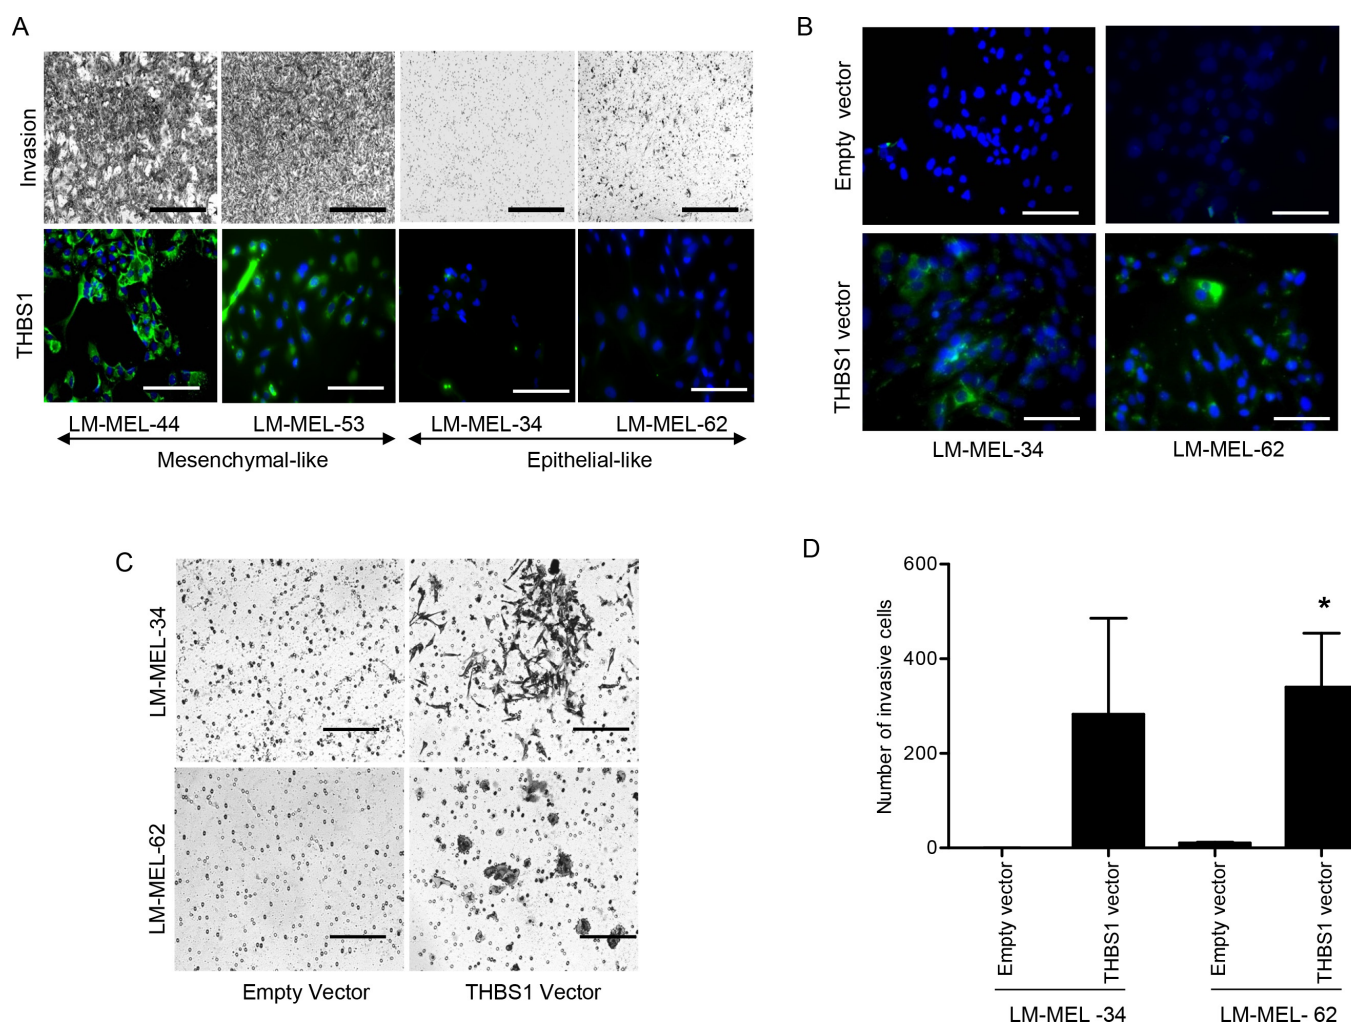 A
Invasion
THBS1
LM-MEL-44
LM-MEL-53
LM-MEL-34
LM-MEL-62
Mesenchymal-like
Epithelial-like
B
Empty vector
THBS1 vector
LM-MEL-34
LM-MEL-62
C
LM-MEL-34
LM-MEL-62
Empty Vector
THBS1 Vector
D
Number of invasive cells
600
400
200
0
*
Empty vector
THBS1 vector
Empty vector
THBS1 vector
LM-MEL -34
LM-MEL- 62